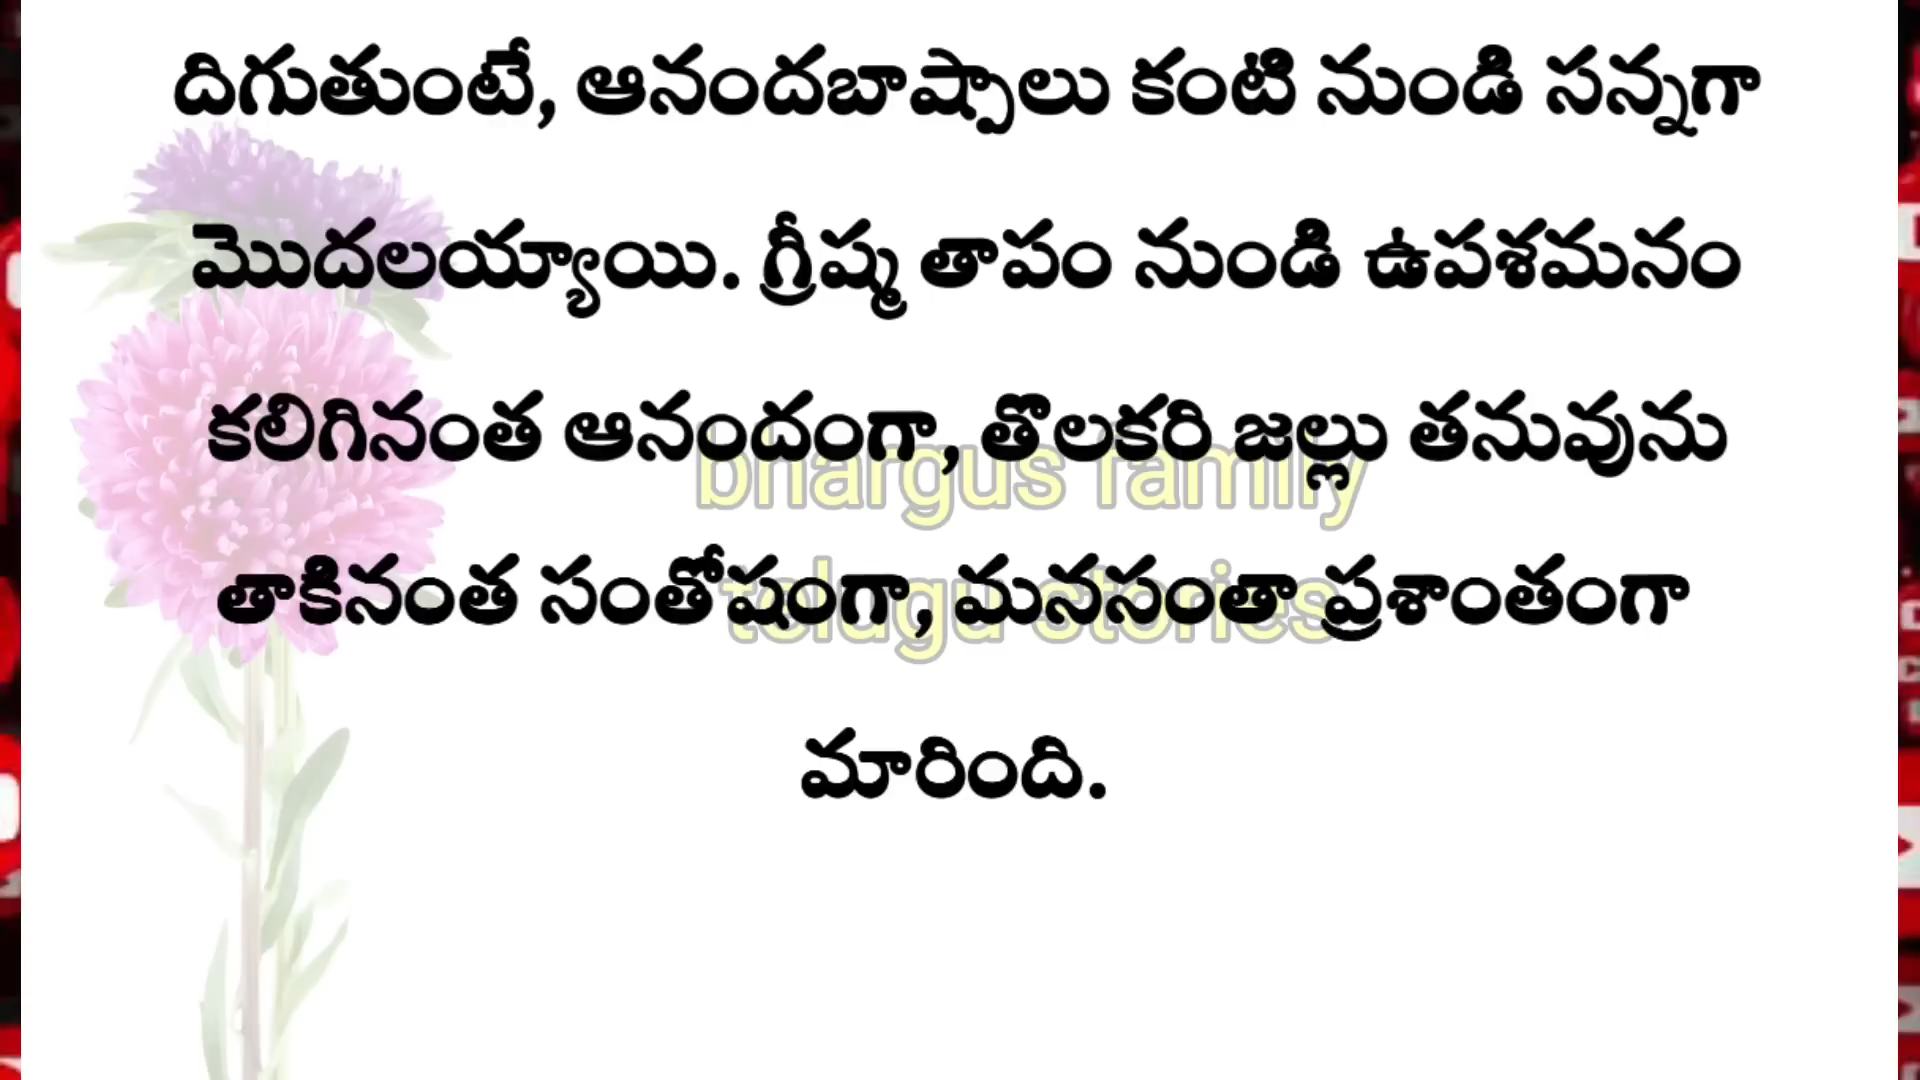 దిగుతుంటే, ఆనందబాష్పాలు కంటి నుండి సన్నగా
మొదలయ్యాయి. గ్రీష్మ తాపం నుండి ఉపశమనం
కలిగినంత ఆనందంగా, తొలకరి జల్లు తనువును
bhargus family
తాకినంత సంతోషంగా, మనసంతా ప్రశాంతంగా
telugu stories
మారింది.